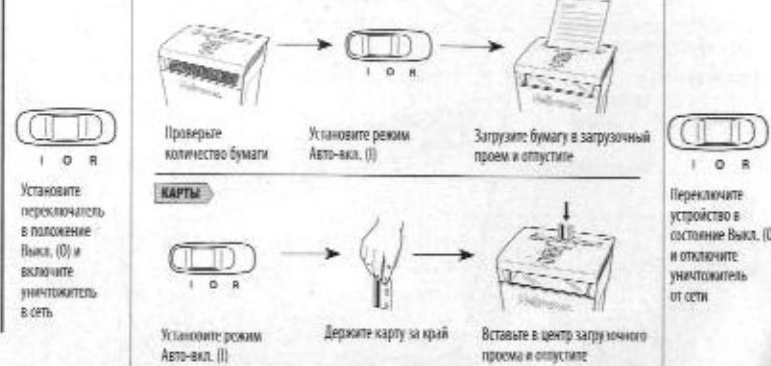 I O R
Установите
переключатель
в положение
Выкл. (0) и
включите
уничтожитель
в сеть
Проверьте
количество бумаги
I O R
Установите режим
Авто-вкл. (I)
Загрузите бумагу в загрузочный
проем и отпустите
КАРТЫ
I O R
Установите режим
Авто-вкл. (I)
Держите карту за край
Вставьте в центр загрузочного
проема и отпустите
I O R
Переключите
устройство в
состояние Выкл. (0
и отключите
уничтожитель
от сети